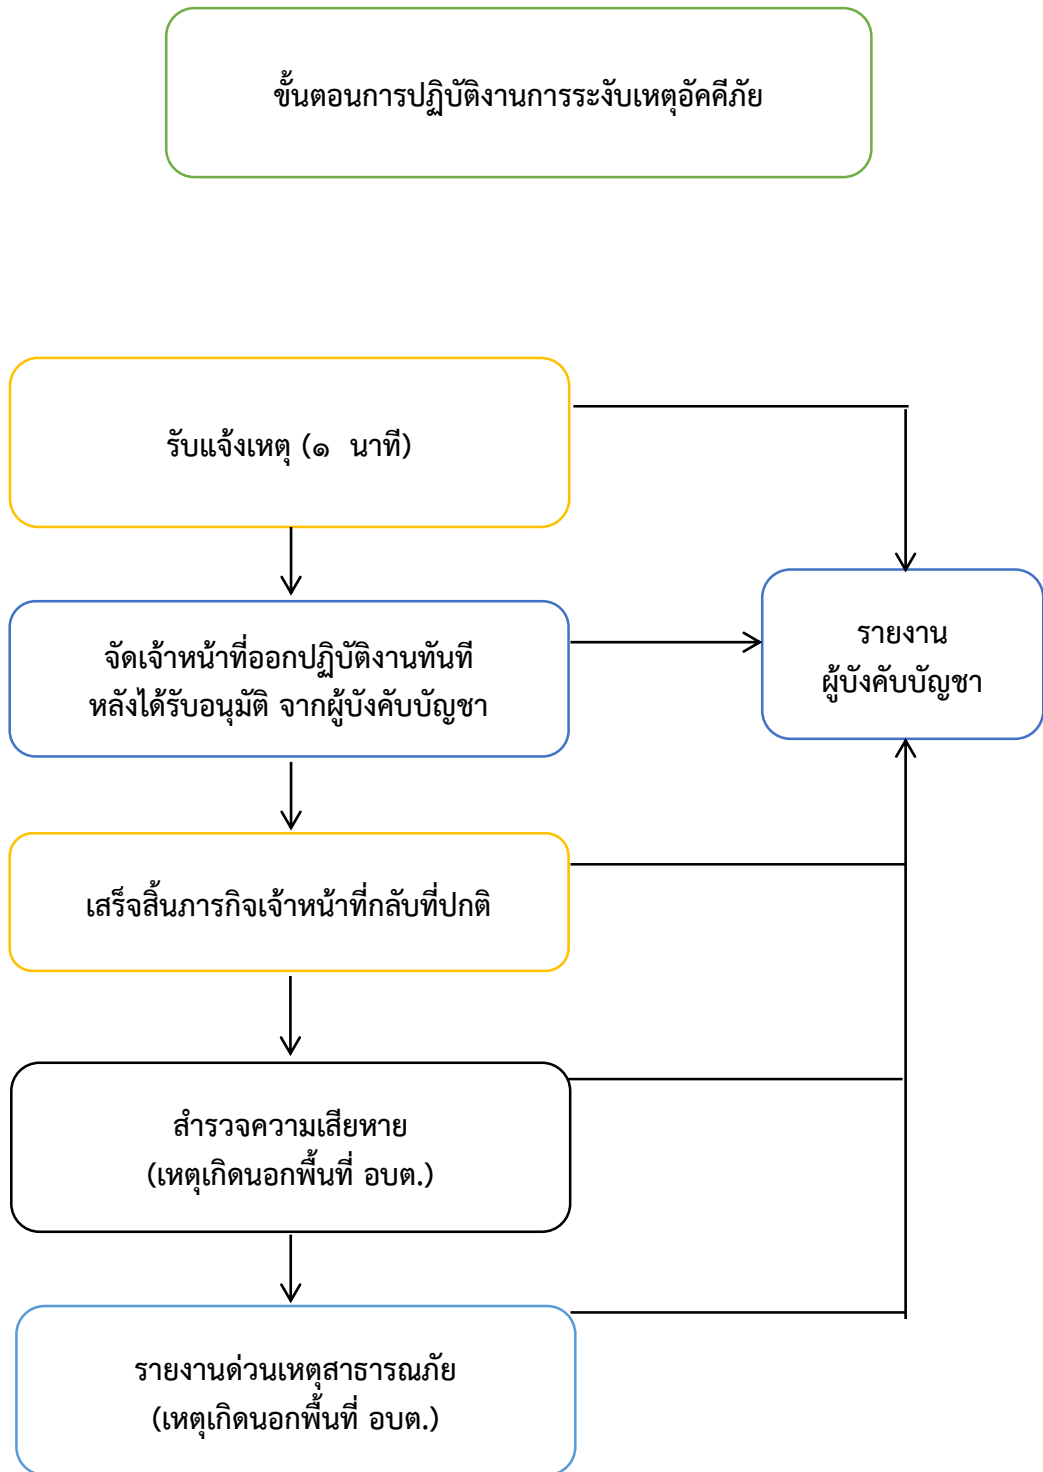 ขั้นตอนการปฏิบัติงานการระงับเหตุอัคคีภัย
รับแจ้งเหตุ (๑ นาที)
จัดเจ้าหน้าที่ออกปฏิบัติงานทันที
หลังได้รับอนุมัติ จากผู้บังคับบัญชา
รายงาน
ผู้บังคับบัญชา
เสร็จสิ้นภารกิจเจ้าหน้าที่กลับที่ปกติ
สำรวจความเสียหาย
(เหตุเกิดนอกพื้นที่ อบต.)
รายงานด่วนเหตุสาธารณภัย
(เหตุเกิดนอกพื้นที่ อบต.)